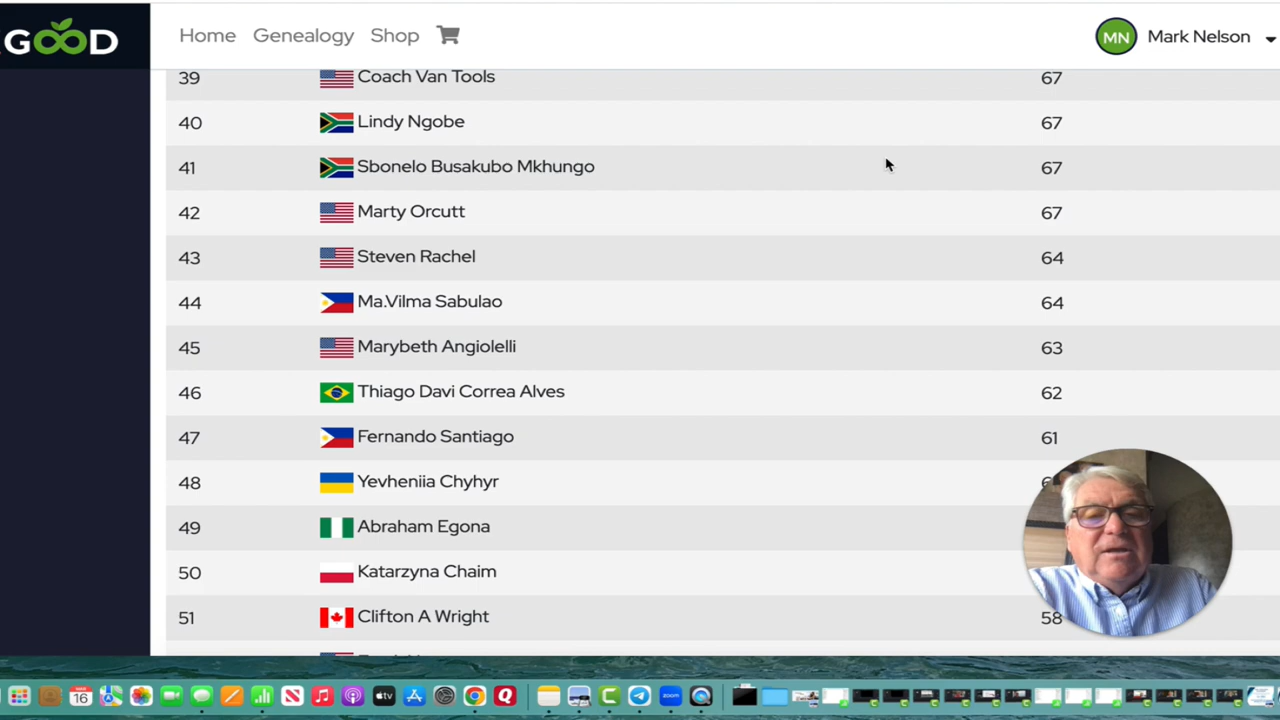 GOOD Home Genealogy Shop MN Mark Nelson
39 Coach Van Tools 67
40 Lindy Ngobe 67
41 Sbonelo Busakubo Mkhungo 67
42 Marty Orcutt 67
43 Steven Rachel 64
44 Ma.Vilma Sabulao 64
45 Marybeth Angiolelli 63
46 Thiago Davi Correa Alves 62
47 Fernando Santiago 61
48 Yevheniia Chyhyr
49 Abraham Egona
50 Katarzyna Chaim
51 Clifton A Wright 58
16 tv zoom